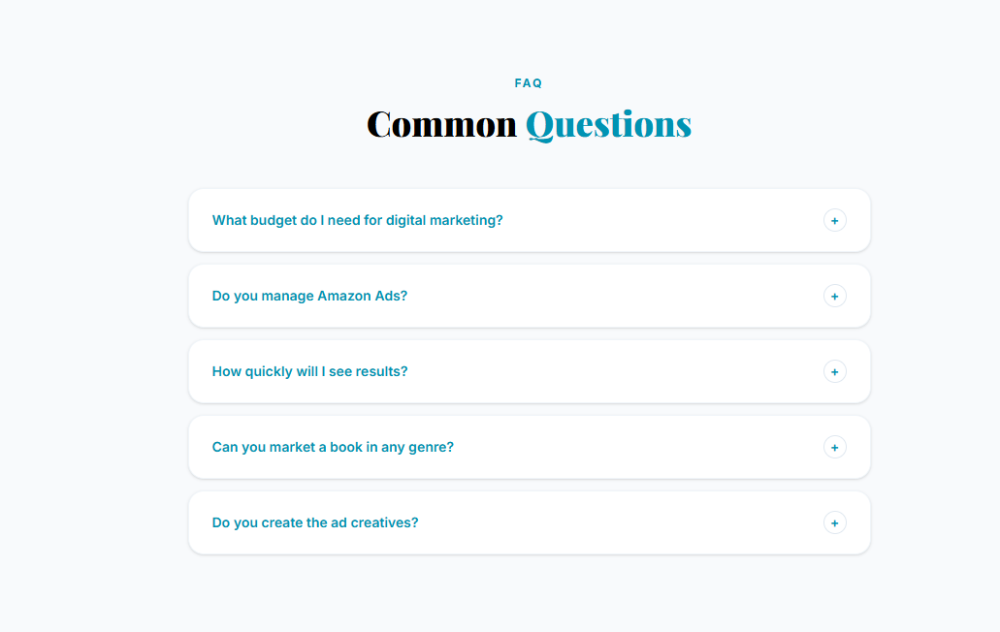 FAQ
Common Questions
What budget do I need for digital marketing?
+
Do you manage Amazon Ads?
+
How quickly will I see results?
+
Can you market a book in any genre?
+
Do you create the ad creatives?
+